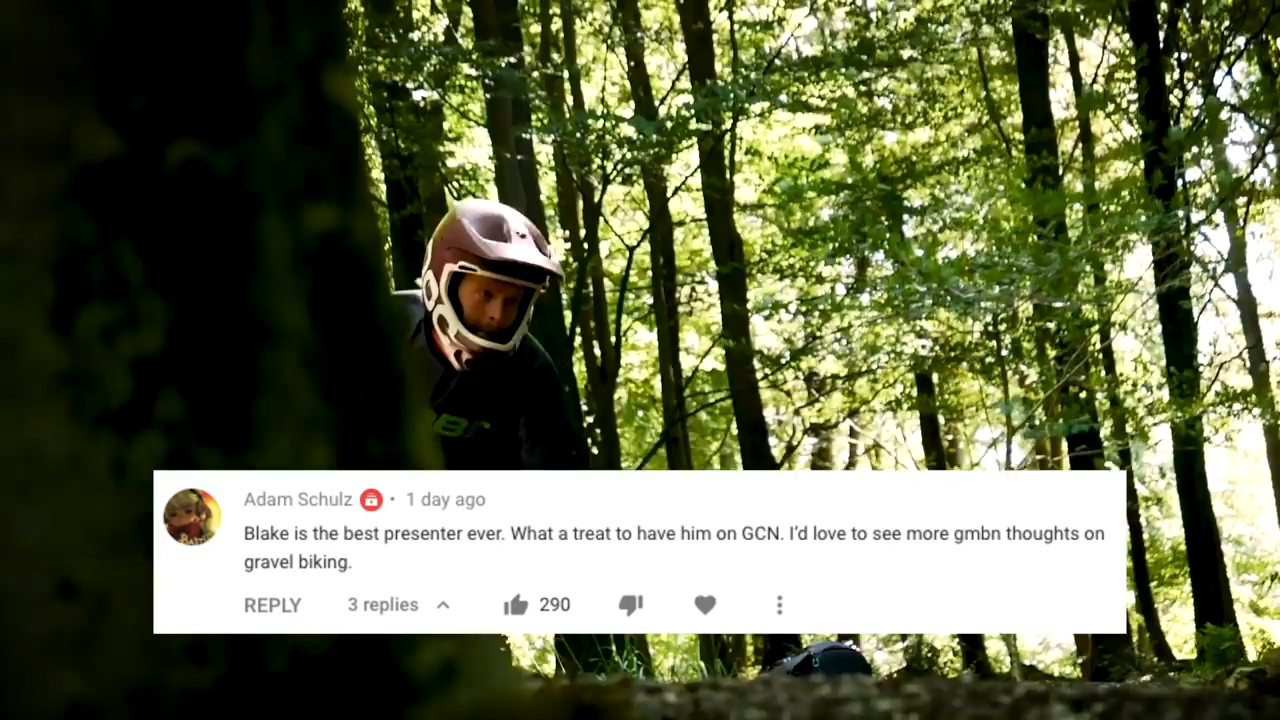 Adam Schulz • 1 day ago
Blake is the best presenter ever. What a treat to have him on GCN. I’d love to see more gmbn thoughts on
gravel biking.
REPLY 3 replies 290